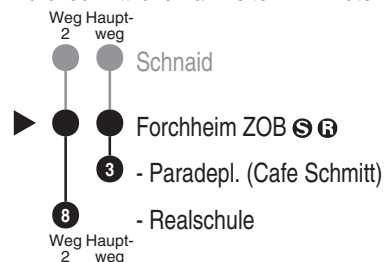 Weg Haupt-
2 weg
Schnaid
Forchheim ZOB S R
3 - Paradepl. (Cafe Schmitt)
8 - Realschule
Weg Haupt-
2 weg